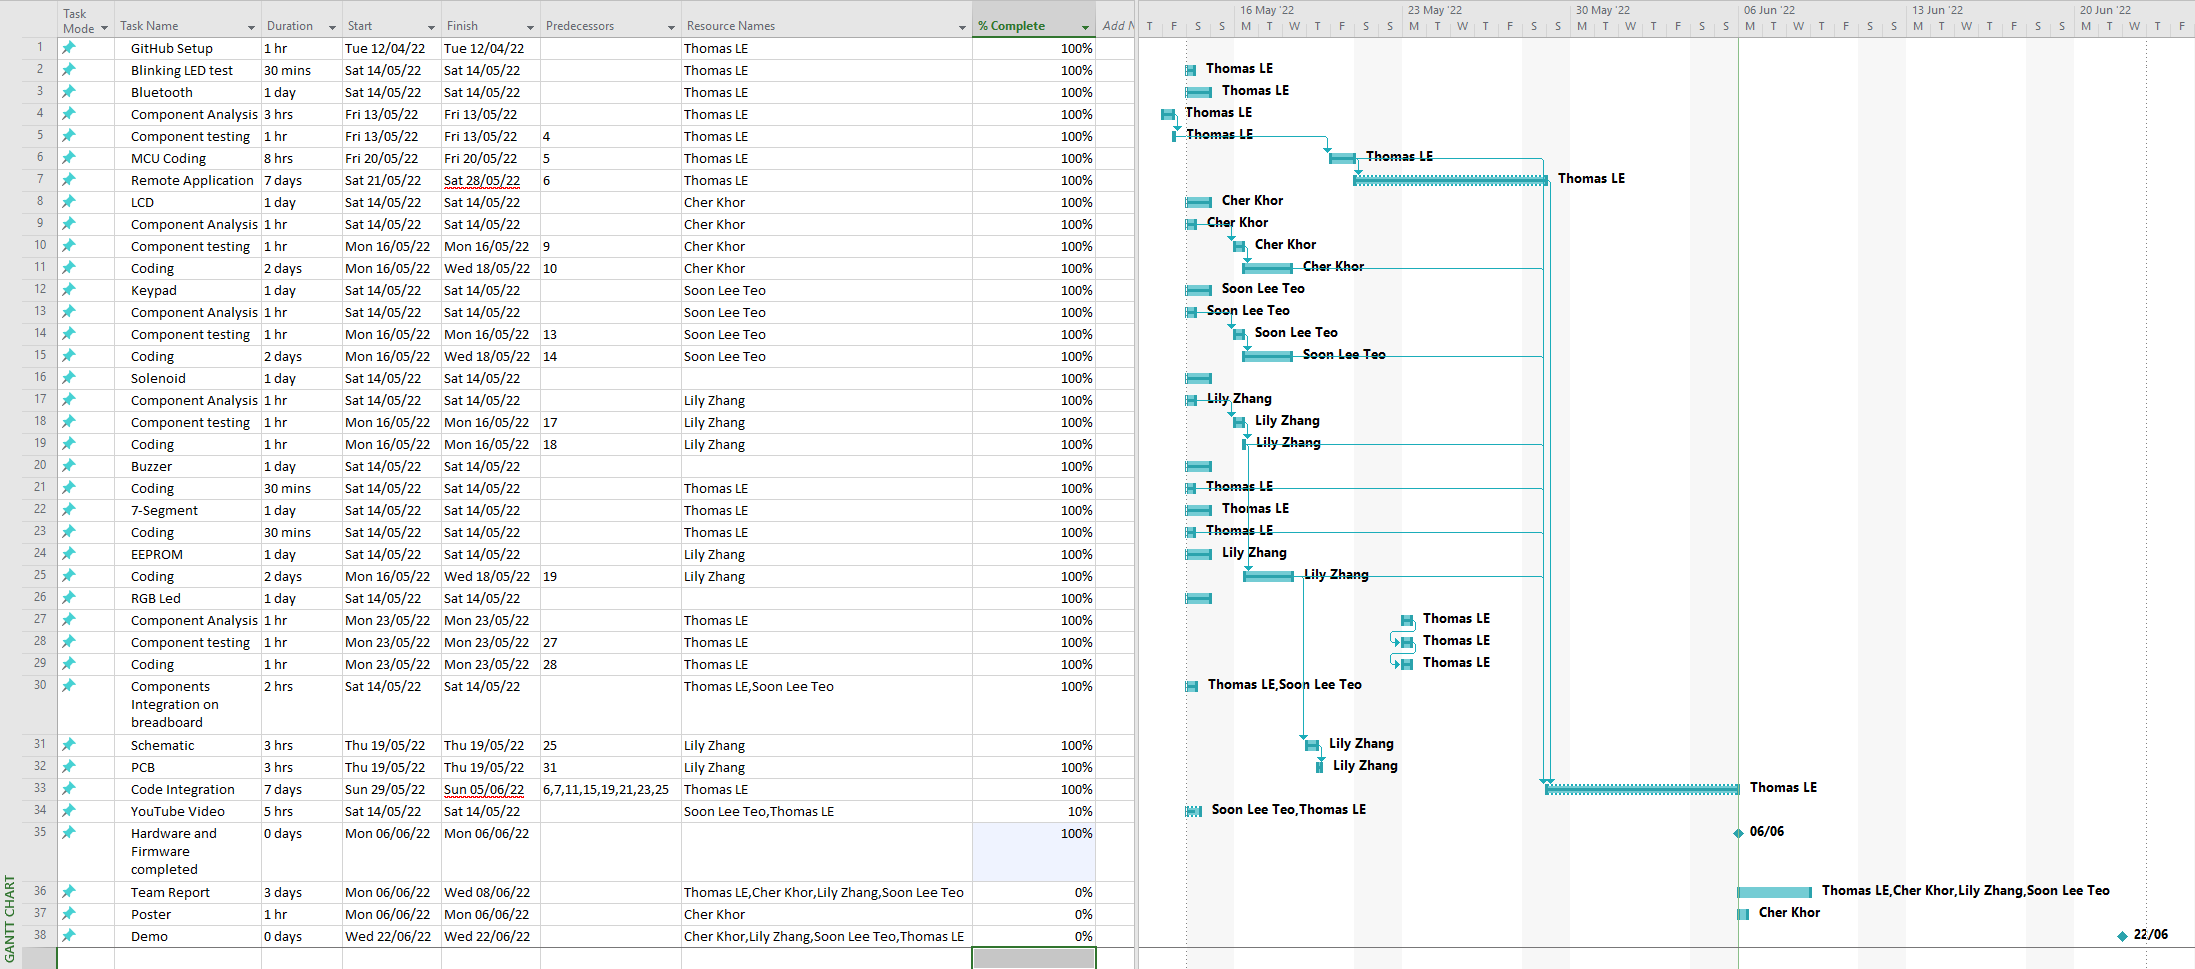 Task Mode Task Name Duration Start Finish Predecessors Resource Names % Complete Add N
1 GitHub Setup 1 hr Tue 12/04/22 Tue 12/04/22 Thomas LE 100%
2 Blinking LED test 30 mins Sat 14/05/22 Sat 14/05/22 Thomas LE 100%
3 Bluetooth 1 day Sat 14/05/22 Sat 14/05/22 Thomas LE 100%
4 Component Analysis 3 hrs Fri 13/05/22 Fri 13/05/22 Thomas LE 100%
5 Component testing 1 hr Fri 13/05/22 Fri 13/05/22 4 Thomas LE 100%
6 MCU Coding 8 hrs Fri 20/05/22 Fri 20/05/22 5 Thomas LE 100%
7 Remote Application 7 days Sat 21/05/22 Sat 28/05/22 6 Thomas LE 100%
8 LCD 1 day Sat 14/05/22 Sat 14/05/22 Cher Khor 100%
9 Component Analysis 1 hr Sat 14/05/22 Sat 14/05/22 Cher Khor 100%
10 Component testing 1 hr Mon 16/05/22 Mon 16/05/22 9 Cher Khor 100%
11 Coding 2 days Mon 16/05/22 Wed 18/05/22 10 Cher Khor 100%
12 Keypad 1 day Sat 14/05/22 Sat 14/05/22 Soon Lee Teo 100%
13 Component Analysis 1 hr Sat 14/05/22 Sat 14/05/22 Soon Lee Teo 100%
14 Component testing 1 hr Mon 16/05/22 Mon 16/05/22 13 Soon Lee Teo 100%
15 Coding 2 days Mon 16/05/22 Wed 18/05/22 14 Soon Lee Teo 100%
16 Solenoid 1 day Sat 14/05/22 Sat 14/05/22 100%
17 Component Analysis 1 hr Sat 14/05/22 Sat 14/05/22 Lily Zhang 100%
18 Component testing 1 hr Mon 16/05/22 Mon 16/05/22 17 Lily Zhang 100%
19 Coding 1 hr Mon 16/05/22 Mon 16/05/22 18 Lily Zhang 100%
20 Buzzer 1 day Sat 14/05/22 Sat 14/05/22 100%
21 Coding 30 mins Sat 14/05/22 Sat 14/05/22 Thomas LE 100%
22 7-Segment 1 day Sat 14/05/22 Sat 14/05/22 Thomas LE 100%
23 Coding 30 mins Sat 14/05/22 Sat 14/05/22 Thomas LE 100%
24 EEPROM 1 day Sat 14/05/22 Sat 14/05/22 Lily Zhang 100%
25 Coding 2 days Mon 16/05/22 Wed 18/05/22 19 Lily Zhang 100%
26 RGB Led 1 day Sat 14/05/22 Sat 14/05/22 100%
27 Component Analysis 1 hr Mon 23/05/22 Mon 23/05/22 Thomas LE 100%
28 Component testing 1 hr Mon 23/05/22 Mon 23/05/22 27 Thomas LE 100%
29 Coding 1 hr Mon 23/05/22 Mon 23/05/22 28 Thomas LE 100%
30 Components Integration on breadboard 2 hrs Sat 14/05/22 Sat 14/05/22 Thomas LE,Soon Lee Teo 100%
31 Schematic 3 hrs Thu 19/05/22 Thu 19/05/22 25 Lily Zhang 100%
32 PCB 3 hrs Thu 19/05/22 Thu 19/05/22 31 Lily Zhang 100%
33 Code Integration 7 days Sun 29/05/22 Sun 05/06/22 6,7,11,15,19,21,23,25 Thomas LE 100%
34 YouTube Video 5 hrs Sat 14/05/22 Sat 14/05/22 Soon Lee Teo,Thomas LE 10%
35 Hardware and Firmware completed 0 days Mon 06/06/22 Mon 06/06/22 100%
36 Team Report 3 days Mon 06/06/22 Wed 08/06/22 Thomas LE,Cher Khor,Lily Zhang,Soon Lee Teo 0%
37 Poster 1 hr Mon 06/06/22 Mon 06/06/22 Cher Khor 0%
38 Demo 0 days Wed 22/06/22 Wed 22/06/22 Cher Khor,Lily Zhang,Soon Lee Teo,Thomas LE 0%
GANTT CHART
16 May '22 23 May '22 30 May '22 06 Jun '22 13 Jun '22 20 Jun '22
T F S S M T W T F S S M T W T F S S M T W T F S S M T W T F S S M T W T F S S M T W T F
Thomas LE
Thomas LE
Thomas LE
Thomas LE
Thomas LE
Thomas LE
Cher Khor
Cher Khor
Cher Khor
Cher Khor
Soon Lee Teo
Soon Lee Teo
Soon Lee Teo
Soon Lee Teo
Lily Zhang
Lily Zhang
Lily Zhang
Thomas LE
Thomas LE
Thomas LE
Lily Zhang
Lily Zhang
Thomas LE
Thomas LE
Thomas LE
Thomas LE,Soon Lee Teo
Lily Zhang
Lily Zhang
Thomas LE
Soon Lee Teo,Thomas LE
06/06
Thomas LE,Cher Khor,Lily Zhang,Soon Lee Teo
Cher Khor
22/06